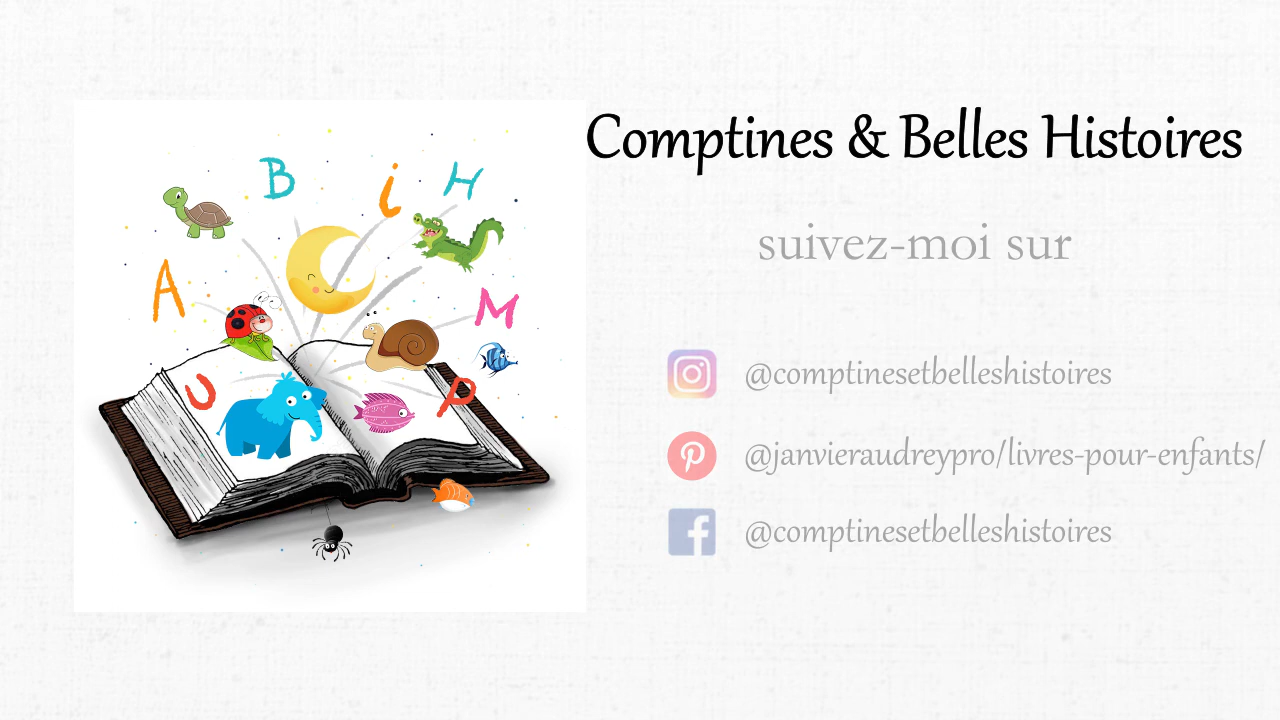 Comptines & Belles Histoires
suivez-moi sur
@comptinesetbelleshistoires
@janvieraudreypro/livres-pour-enfants/
@comptinesetbelleshistoires
B
i
H
A
M
U
P